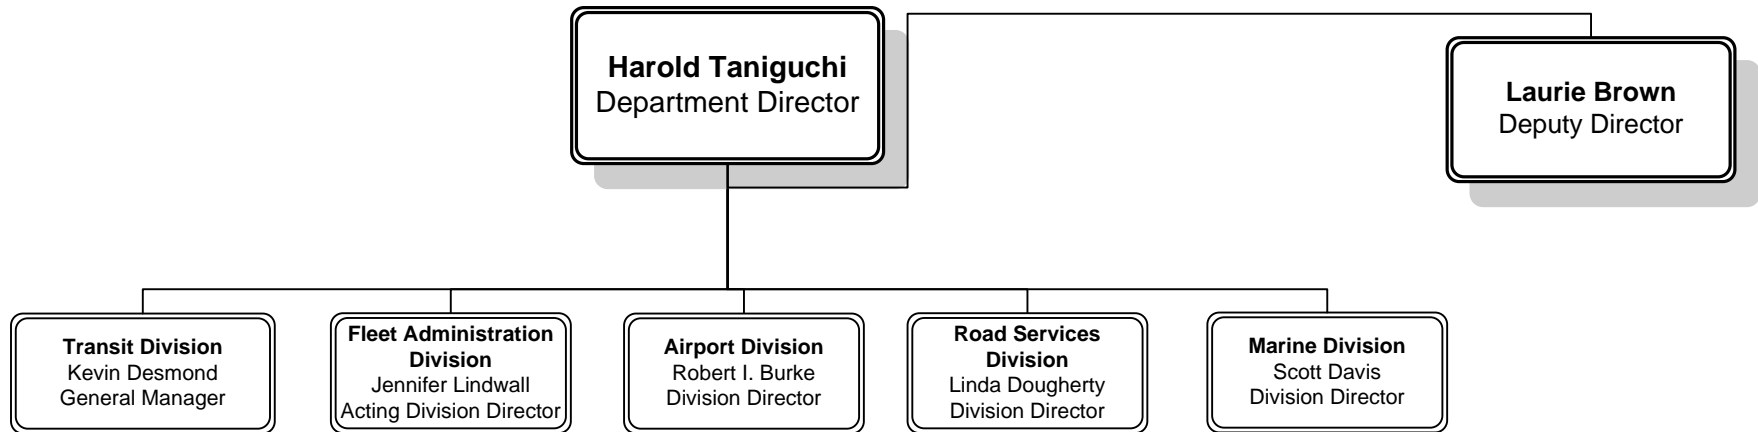 Harold Taniguchi
Department Director
Laurie Brown
Deputy Director
Transit Division
Kevin Desmond
General Manager
Fleet Administration
Division
Jennifer Lindwall
Acting Division Director
Airport Division
Robert I. Burke
Division Director
Road Services
Division
Linda Dougherty
Division Director
Marine Division
Scott Davis
Division Director